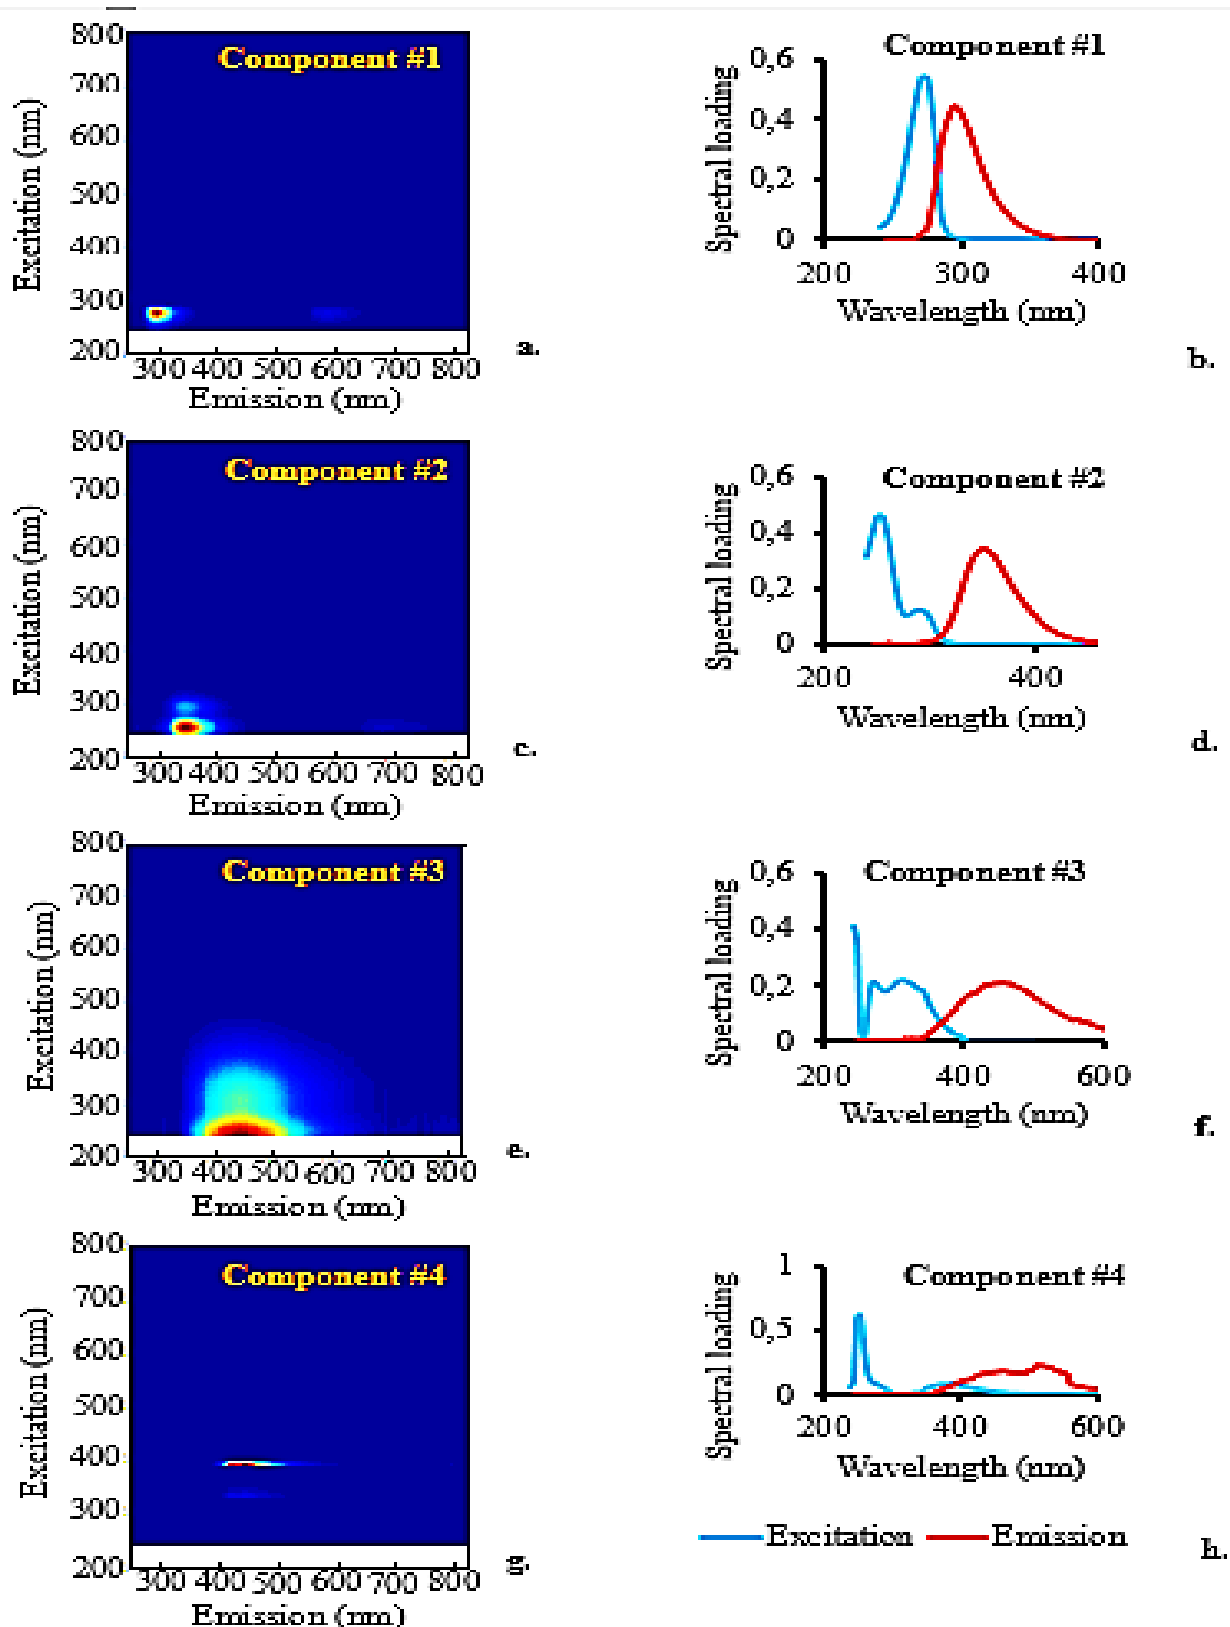 800
700
600
500
400
300
200
Excitation (nm)
Component #1
300 400 500 600 700 800
Emission (nm)
a.
Component #1
Spectral loading
0,6
0,4
0,2
0
200 300 400
Wavelength (nm)
b.
800
700
600
500
400
300
200
Excitation (nm)
Component #2
300 400 500 600 700 800
Emission (nm)
c.
Component #2
Spectral loading
0,6
0,4
0,2
0
200 400
Wavelength (nm)
d.
800
700
600
500
400
300
200
Excitation (nm)
Component #3
300 400 500 600 700 800
Emission (nm)
e.
Component #3
Spectral loading
0,6
0,4
0,2
0
200 400 600
Wavelength (nm)
f.
800
700
600
500
400
300
200
Excitation (nm)
Component #4
300 400 500 600 700 800
Emission (nm)
g.
Component #4
Spectral loading
1
0,5
0
200 400 600
Wavelength (nm)
Excitation Emission
h.